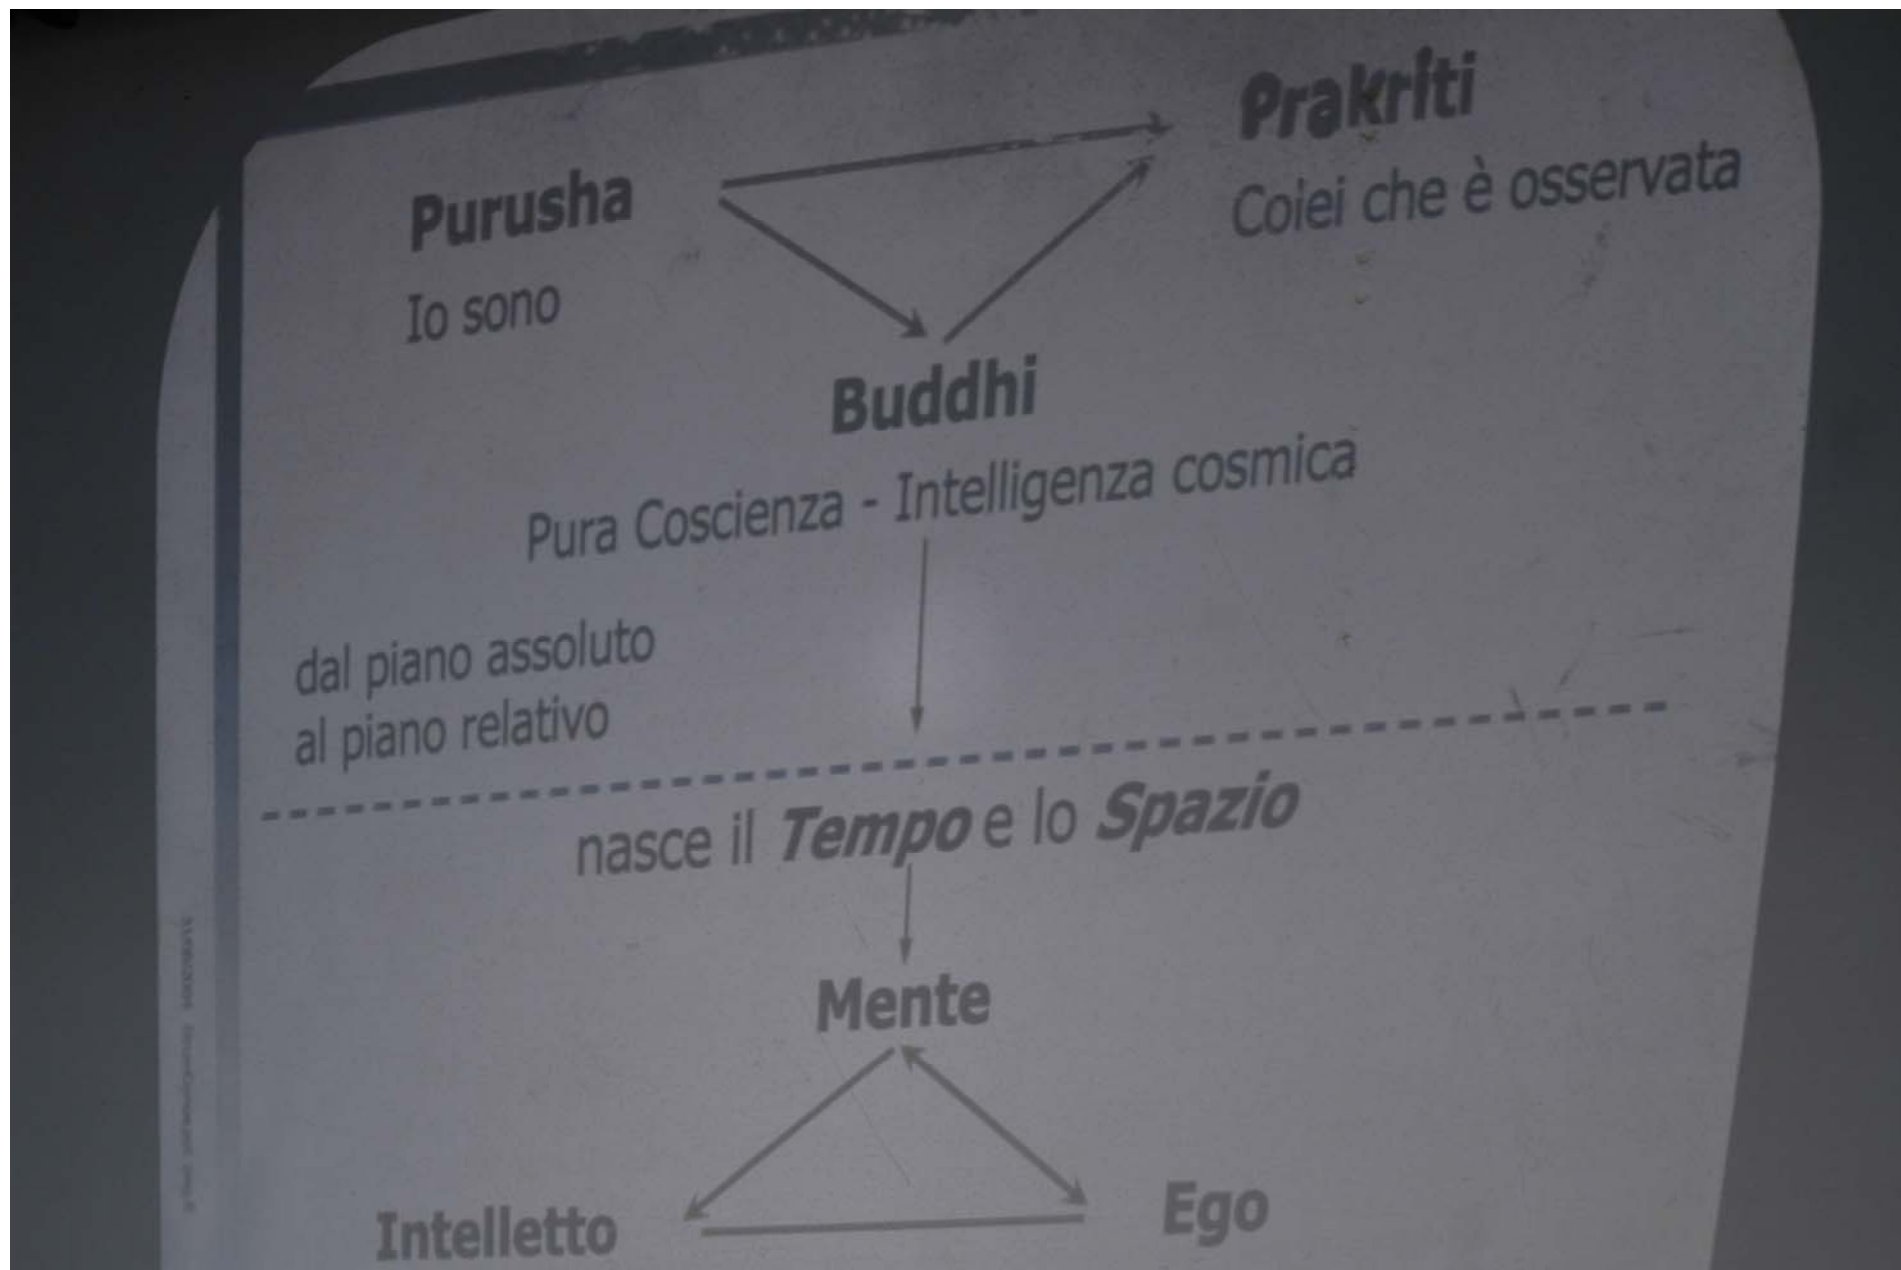 Prakriti
Purusha
Coiei che è osservata
Io sono
Buddhi
Pura Coscienza - Intelligenza cosmica
dal piano assoluto
al piano relativo
nasce il Tempo e lo Spazio
Mente
Intelletto
Ego